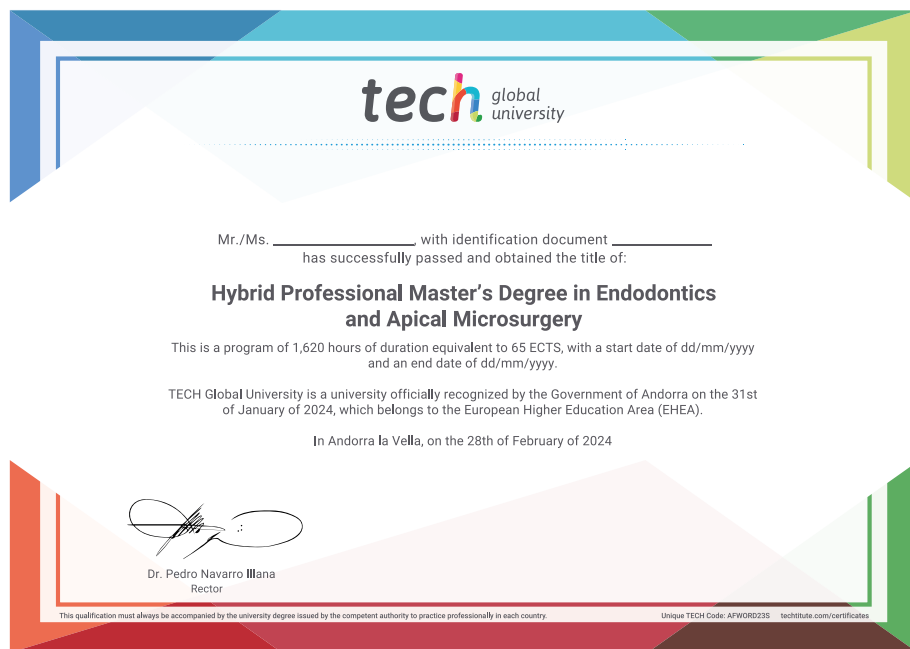 tech global university
Mr./Ms. ____________, with identification document ____________
has successfully passed and obtained the title of:
Hybrid Professional Master's Degree in Endodontics
and Apical Microsurgery
This is a program of 1,620 hours of duration equivalent to 65 ECTS, with a start date of dd/mm/yyyy
and an end date of dd/mm/yyyy.
TECH Global University is a university officially recognized by the Government of Andorra on the 31st
of January of 2024, which belongs to the European Higher Education Area (EHEA).
In Andorra la Vella, on the 28th of February of 2024
Dr. Pedro Navarro Illana
Rector
This qualification must always be accompanied by the university degree issued by the competent authority to practice professionally in each country.
Unique TECH Code: AFWORD23S techtitute.com/certificates